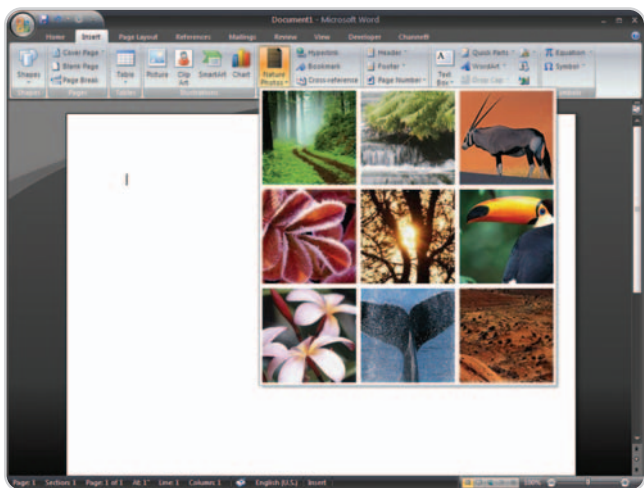 Document1 - Microsoft Word
Home Insert Page Layout References Mailings Review View Developer
Cover Page Hyperlink Header Quick Parts Equation
Blank Page Bookmark Footer WordArt Symbol
Page Break Cross-reference Page Number Drop Cap
Shapes Table Picture Clip Art SmartArt Chart Nature Photos Text Box
Shapes Pages Tables Illustrations
Page: 1 Section: 1 Page: 1 of 1 At: 1" Line: 1 Column: 1 English (U.S.) Insert 100%